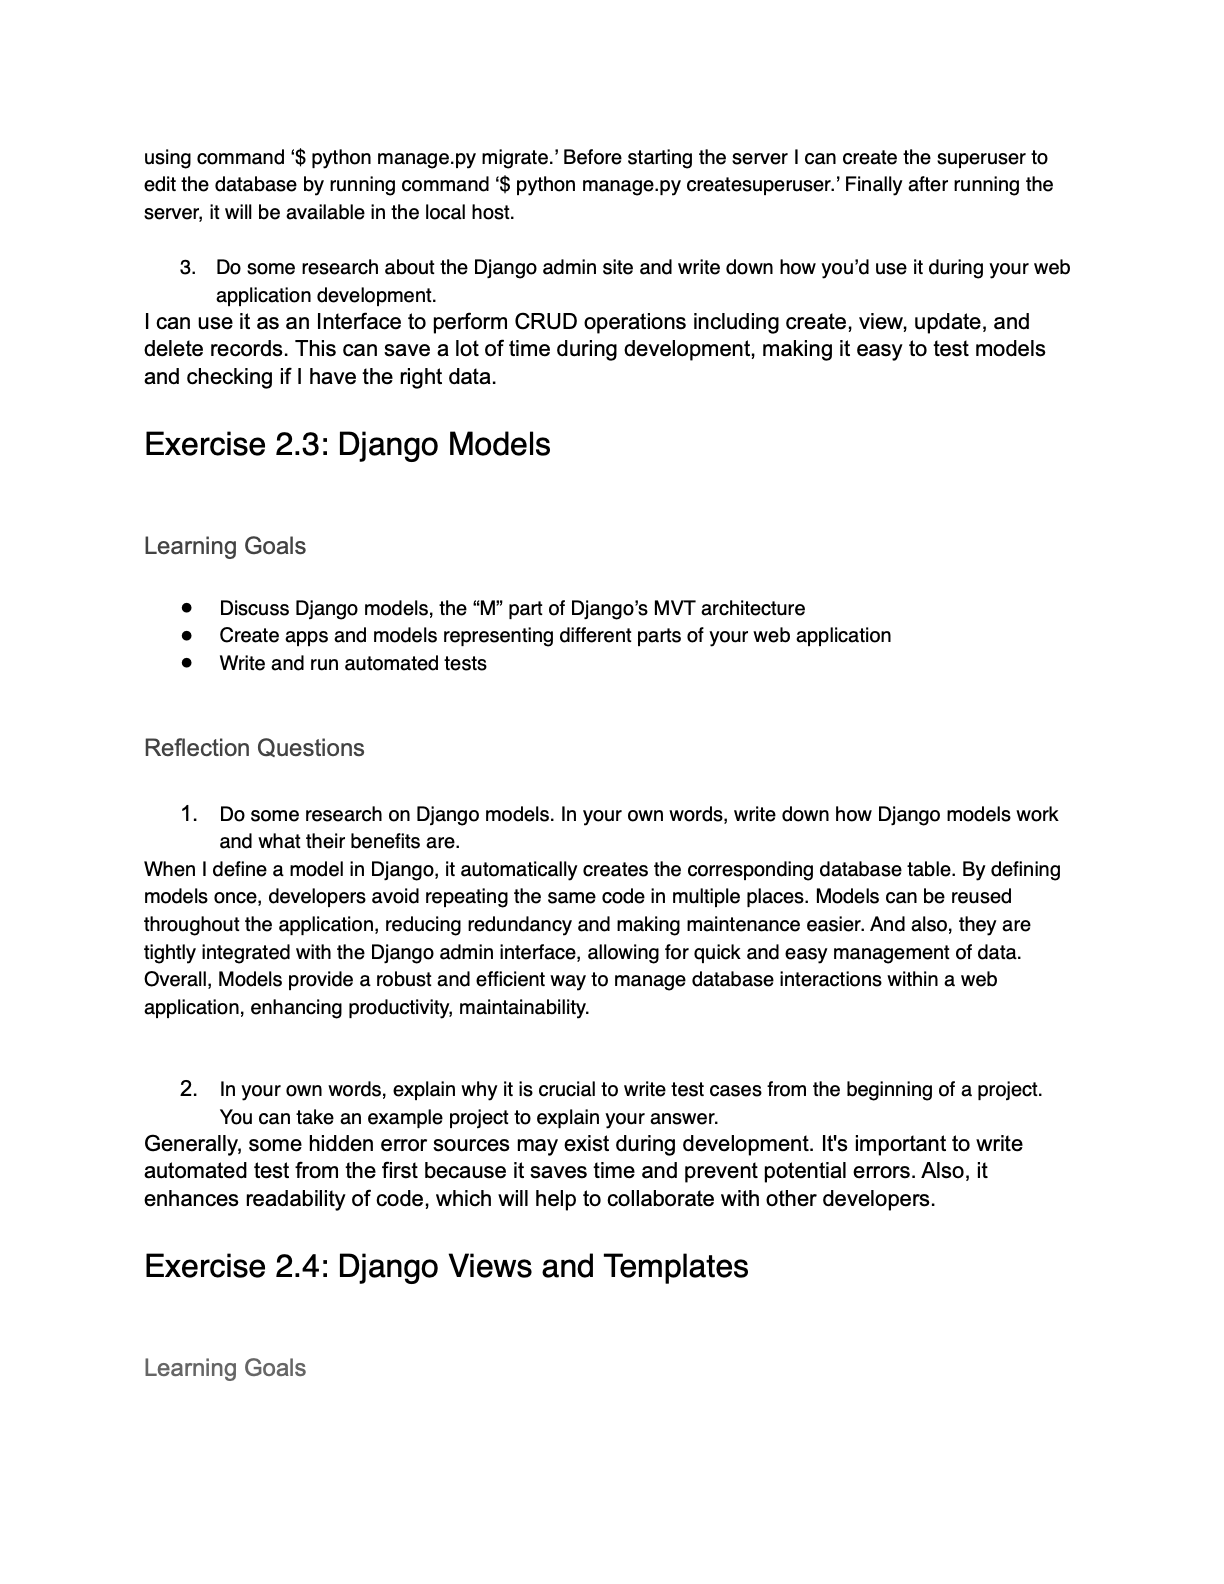 using command ‘$ python manage.py migrate.’ Before starting the server I can create the superuser to
edit the database by running command ‘$ python manage.py createsuperuser.’ Finally after running the
server, it will be available in the local host.
3. Do some research about the Django admin site and write down how you’d use it during your web
application development.
I can use it as an Interface to perform CRUD operations including create, view, update, and
delete records. This can save a lot of time during development, making it easy to test models
and checking if I have the right data.
Exercise 2.3: Django Models
Learning Goals
● Discuss Django models, the “M” part of Django’s MVT architecture
● Create apps and models representing different parts of your web application
● Write and run automated tests
Reflection Questions
1. Do some research on Django models. In your own words, write down how Django models work
and what their benefits are.
When I define a model in Django, it automatically creates the corresponding database table. By defining
models once, developers avoid repeating the same code in multiple places. Models can be reused
throughout the application, reducing redundancy and making maintenance easier. And also, they are
tightly integrated with the Django admin interface, allowing for quick and easy management of data.
Overall, Models provide a robust and efficient way to manage database interactions within a web
application, enhancing productivity, maintainability.
2. In your own words, explain why it is crucial to write test cases from the beginning of a project.
You can take an example project to explain your answer.
Generally, some hidden error sources may exist during development. It's important to write
automated test from the first because it saves time and prevent potential errors. Also, it
enhances readability of code, which will help to collaborate with other developers.
Exercise 2.4: Django Views and Templates
Learning Goals